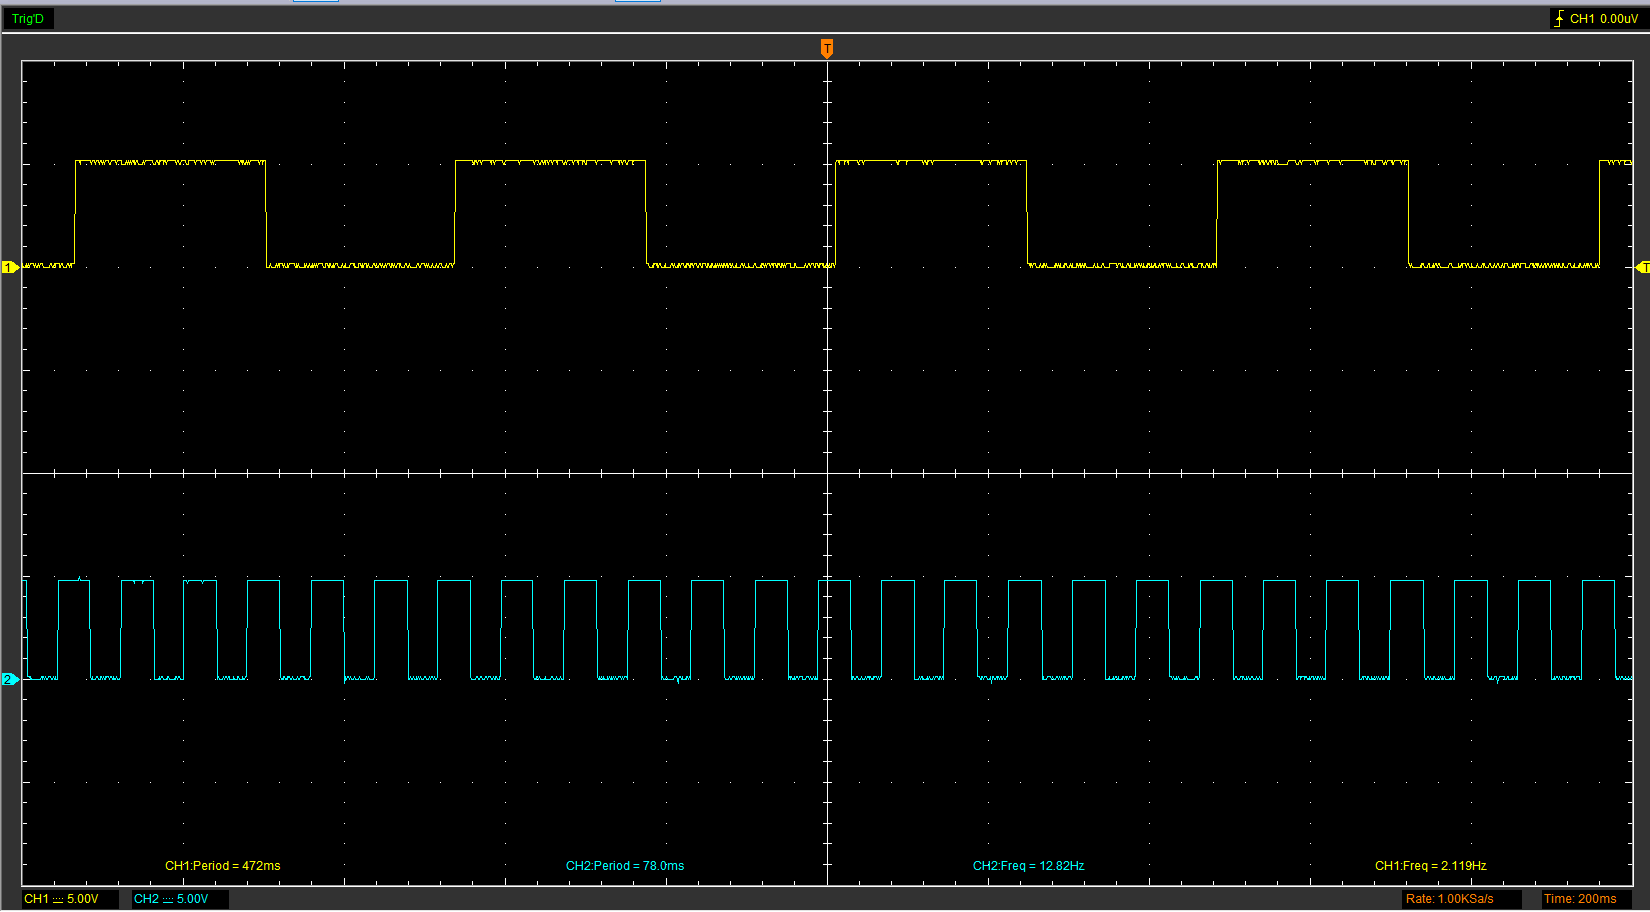 Trig'D
CH1 0.00uV
T
1
T
2
CH1:Period = 472ms
CH2:Period = 78.0ms
CH2:Freq = 12.82Hz
CH1:Freq = 2.119Hz
CH1 5.00V
CH2 5.00V
Rate: 1.00KSa/s
Time: 200ms